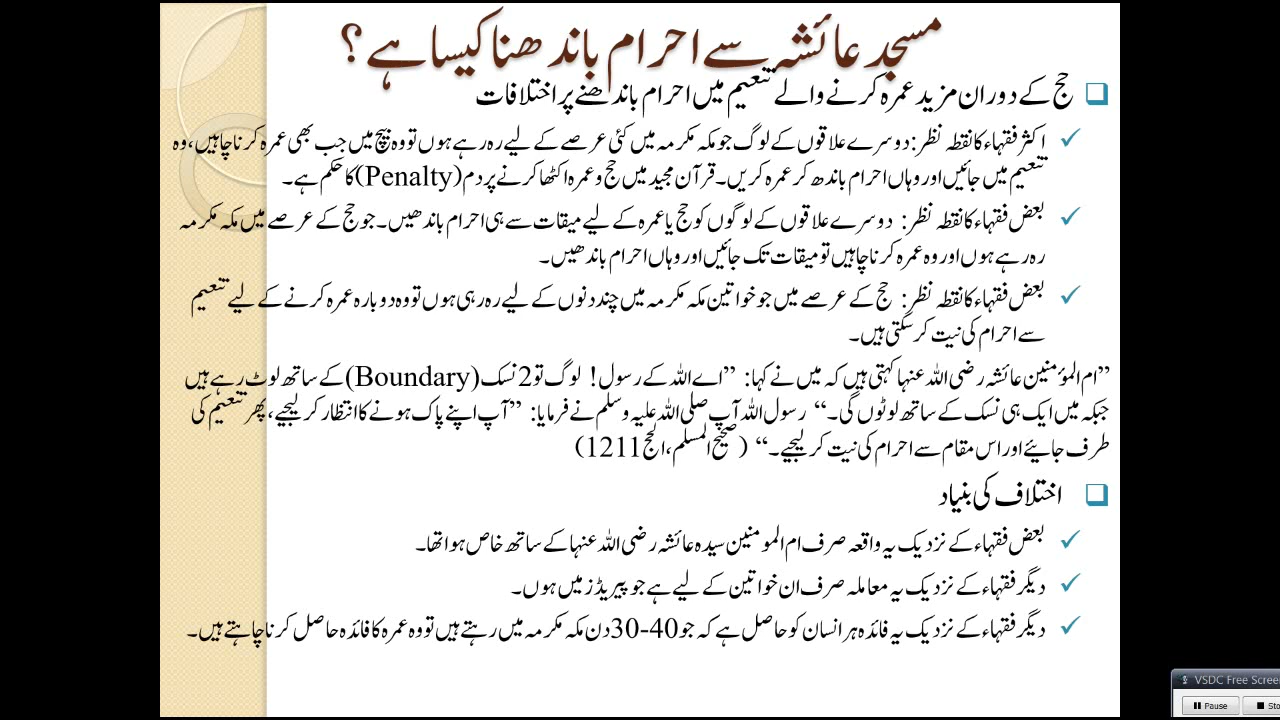 مسجد عائشہ سے احرام باندھنا کیسا ہے؟
حج کے دوران مزید عمرہ کرنے والے تنعیم میں احرام باندھنے پر اختلافات
اکثر فقہاء کا نقطہ نظر: دوسرے علاقوں کے لوگ جو مکہ مکرمہ میں کئی عرصے کے لیے رہ رہے ہوں تو وہ بیچ میں جب بھی عمرہ کرنا چاہیں، وہ
تنعیم میں جائیں اور وہاں احرام باندھ کر عمرہ کریں۔ قرآن مجید میں حج و عمرہ اکٹھا کرنے پر دم (Penalty) کا حکم ہے۔
بعض فقہاء کا نقطہ نظر: دوسرے علاقوں کے لوگوں کو حج یا عمرہ کے لیے میقات سے ہی احرام باندھیں۔ جو حج کے عرصے میں مکہ مکرمہ
رہ رہے ہوں اور وہ عمرہ کرنا چاہیں تو میقات تک جائیں اور وہاں احرام باندھیں۔
بعض فقہاء کا نقطہ نظر: حج کے عرصے میں جو خواتین مکہ مکرمہ میں چند دنوں کے لیے رہ رہی ہوں تو وہ دوبارہ عمرہ کرنے کے لیے تنعیم
سے احرام کی نیت کر سکتی ہیں۔
”ام المؤمنین عائشہ رضی اللہ عنہا کہتی ہیں کہ میں نے کہا: ”اے اللہ کے رسول! لوگ تو 2 نسک (Boundary) کے ساتھ لوٹ رہے ہیں
جبکہ میں ایک ہی نسک کے ساتھ لوٹوں گی۔“ رسول اللہ آپ صلی اللہ علیہ وسلم نے فرمایا: ”آپ اپنے پاک ہونے کا انتظار کر لیجیے، پھر تنعیم کی
طرف جایئے اور اس مقام سے احرام کی نیت کر لیجیے۔“ (صحیح المسلم، الحج 1211)
اختلاف کی بنیاد
بعض فقہاء کے نزدیک یہ واقعہ صرف ام المومنین سیدہ عائشہ رضی اللہ عنہا کے ساتھ خاص ہوا تھا۔
دیگر فقہاء کے نزدیک یہ معاملہ صرف ان خواتین کے لیے ہے جو پیریڈز میں ہوں۔
دیگر فقہاء کے نزدیک یہ فائدہ ہر انسان کو حاصل ہے کہ جو 40-30 دن مکہ مکرمہ میں رہتے ہیں تو وہ عمرہ کا فائدہ حاصل کرنا چاہتے ہیں۔
VSDC Free Scree
Pause Sto